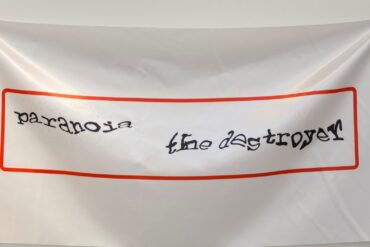 paranoia
the destroyer